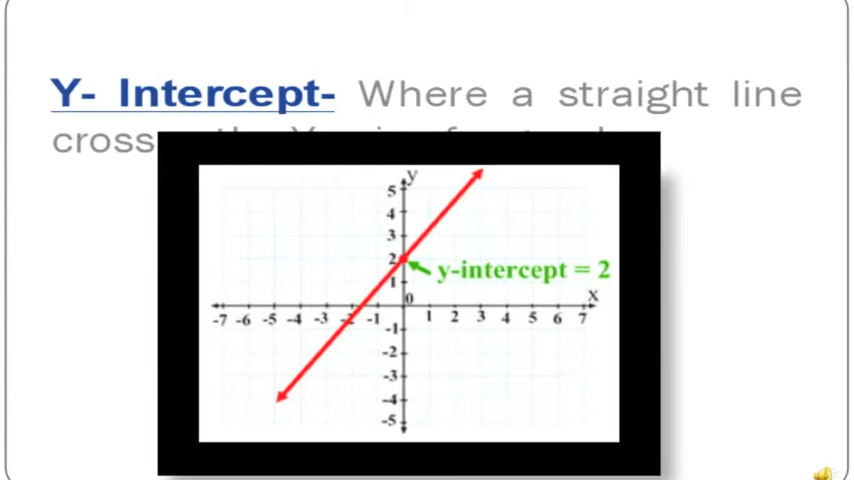 Y- Intercept- Where a straight line
cross
y
5
4
3
2
y-intercept = 2
1
0
x
-7 -6 -5 -4 -3 -2 -1 1 2 3 4 5 6 7
-1
-2
-3
-4
-5